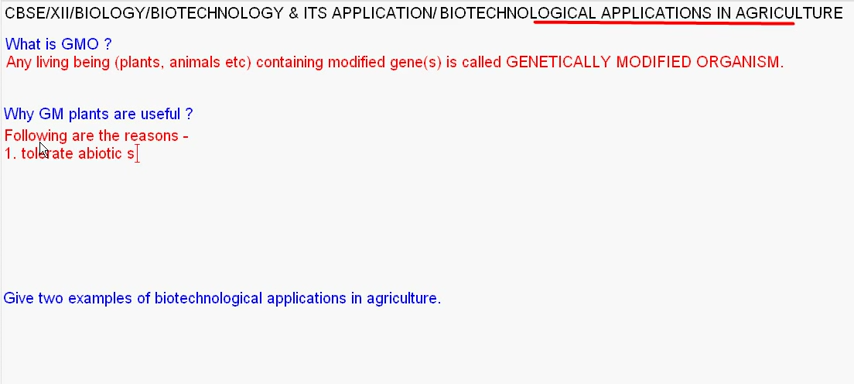 CBSE/XII/BIOLOGY/BIOTECHNOLOGY & ITS APPLICATION/ BIOTECHNOLOGICAL APPLICATIONS IN AGRICULTURE
What is GMO ?
Any living being (plants, animals etc) containing modified gene(s) is called GENETICALLY MODIFIED ORGANISM.
Why GM plants are useful ?
Following are the reasons -
1. tolerate abiotic s
Give two examples of biotechnological applications in agriculture.